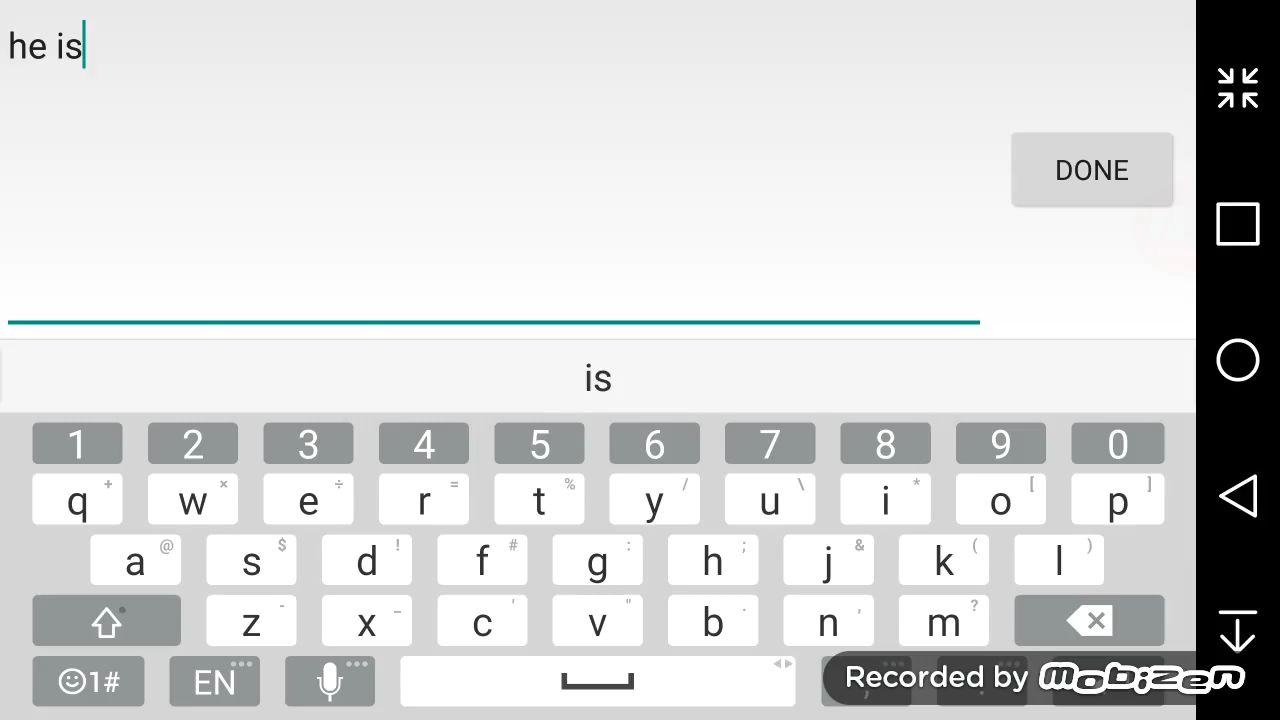 he is
DONE
is
1 2 3 4 5 6 7 8 9 0
q + w × e ÷ r = t % y / u \ i * o [ p ]
a @ s $ d ! f # g : h ; j & k ( l )
z - x _ c ' v " b . n , m ?
1# EN
Recorded by mobizen